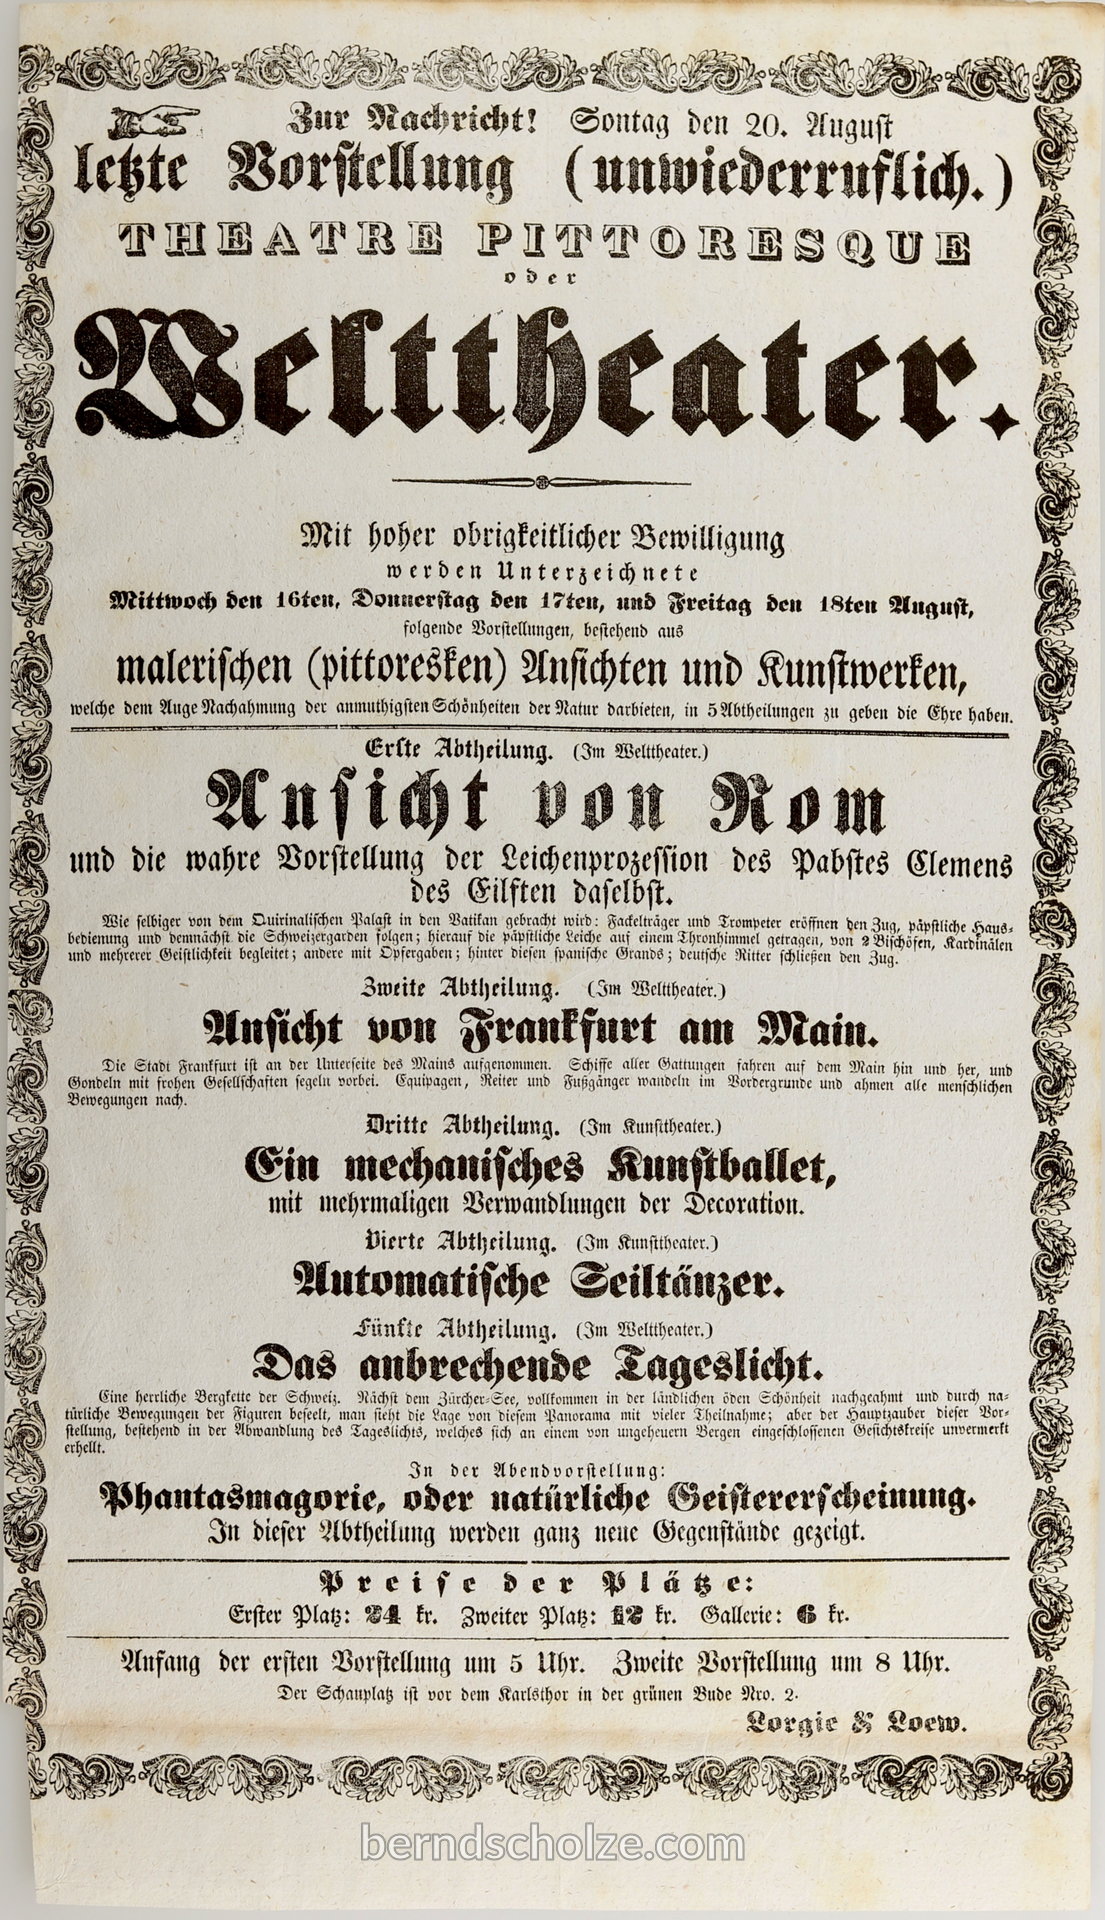 Zur Nachricht! Sontag den 20. August
letzte Vorstellung (unwiederruflich.)
THEATRE PITTORESQUE
oder
Welttheater.
Mit hoher obrigkeitlicher Bewilligung
werden Unterzeichnete
Mittwoch den 16ten, Donnerstag den 17ten, und Freitag den 18ten August,
folgende Vorstellungen, bestehend aus
malerischen (pittoresken) Ansichten und Kunstwerken,
welche dem Auge Nachahmung der anmuthigsten Schönheiten der Natur darbieten, in 5 Abtheilungen zu geben die Ehre haben.
Erste Abtheilung. (Im Welttheater.)
Ansicht von Rom
und die wahre Vorstellung der Leichenprozession des Pabstes Clemens
des Eilften daselbst.
Wie selbiger von dem Quirinalischen Palast in den Vatikan gebracht wird: Fackelträger und Trompeter eröffnen den Zug, päpstliche Haus-
bedienung und demnächst die Schweizergarden folgen; hierauf die päpstliche Leiche auf einem Thronhimmel getragen, von 2 Bischöfen, Kardinälen
und mehrerer Geistlichkeit begleitet; andere mit Opfergaben; hinter diesen spanische Grands; deutsche Ritter schließen den Zug.
Zweite Abtheilung. (Im Welttheater.)
Ansicht von Frankfurt am Main.
Die Stadt Frankfurt ist an der Unterseite des Mains aufgenommen. Schiffe aller Gattungen fahren auf dem Main hin und her, und
Gondeln mit frohen Gesellschaften segeln vorbei. Equipagen, Reiter und Fußgänger wandeln im Vordergrunde und ahmen alle menschlichen
Bewegungen nach.
Dritte Abtheilung. (Im Kunsttheater.)
Ein mechanisches Kunstballet,
mit mehrmaligen Verwandlungen der Decoration.
Vierte Abtheilung. (Im Kunsttheater.)
Automatische Seiltänzer.
Fünfte Abtheilung. (Im Welttheater.)
Das anbrechende Tageslicht.
Eine herrliche Bergkette der Schweiz. Nächst dem Zürcher-See, vollkommen in der ländlichen öden Schönheit nachgeahmt und durch na-
türliche Bewegungen der Figuren beseelt, man sieht die Lage von diesem Panorama mit vieler Theilnahme; aber der Hauptzauber dieser Vor-
stellung, bestehend in der Abwandlung des Tageslichts, welches sich an einem von ungeheuern Bergen eingeschlossenen Gesichtskreise unvermerkt
erhellt.
In der Abendvorstellung:
Phantasmagorie, oder natürliche Geistererscheinung.
In dieser Abtheilung werden ganz neue Gegenstände gezeigt.
Preise der Plätze:
Erster Platz: 24 kr. Zweiter Platz: 12 kr. Gallerie: 6 kr.
Anfang der ersten Vorstellung um 5 Uhr. Zweite Vorstellung um 8 Uhr.
Der Schauplatz ist vor dem Karlsthor in der grünen Bude Nro. 2.
Lorgie & Loew.
berndscholze.com